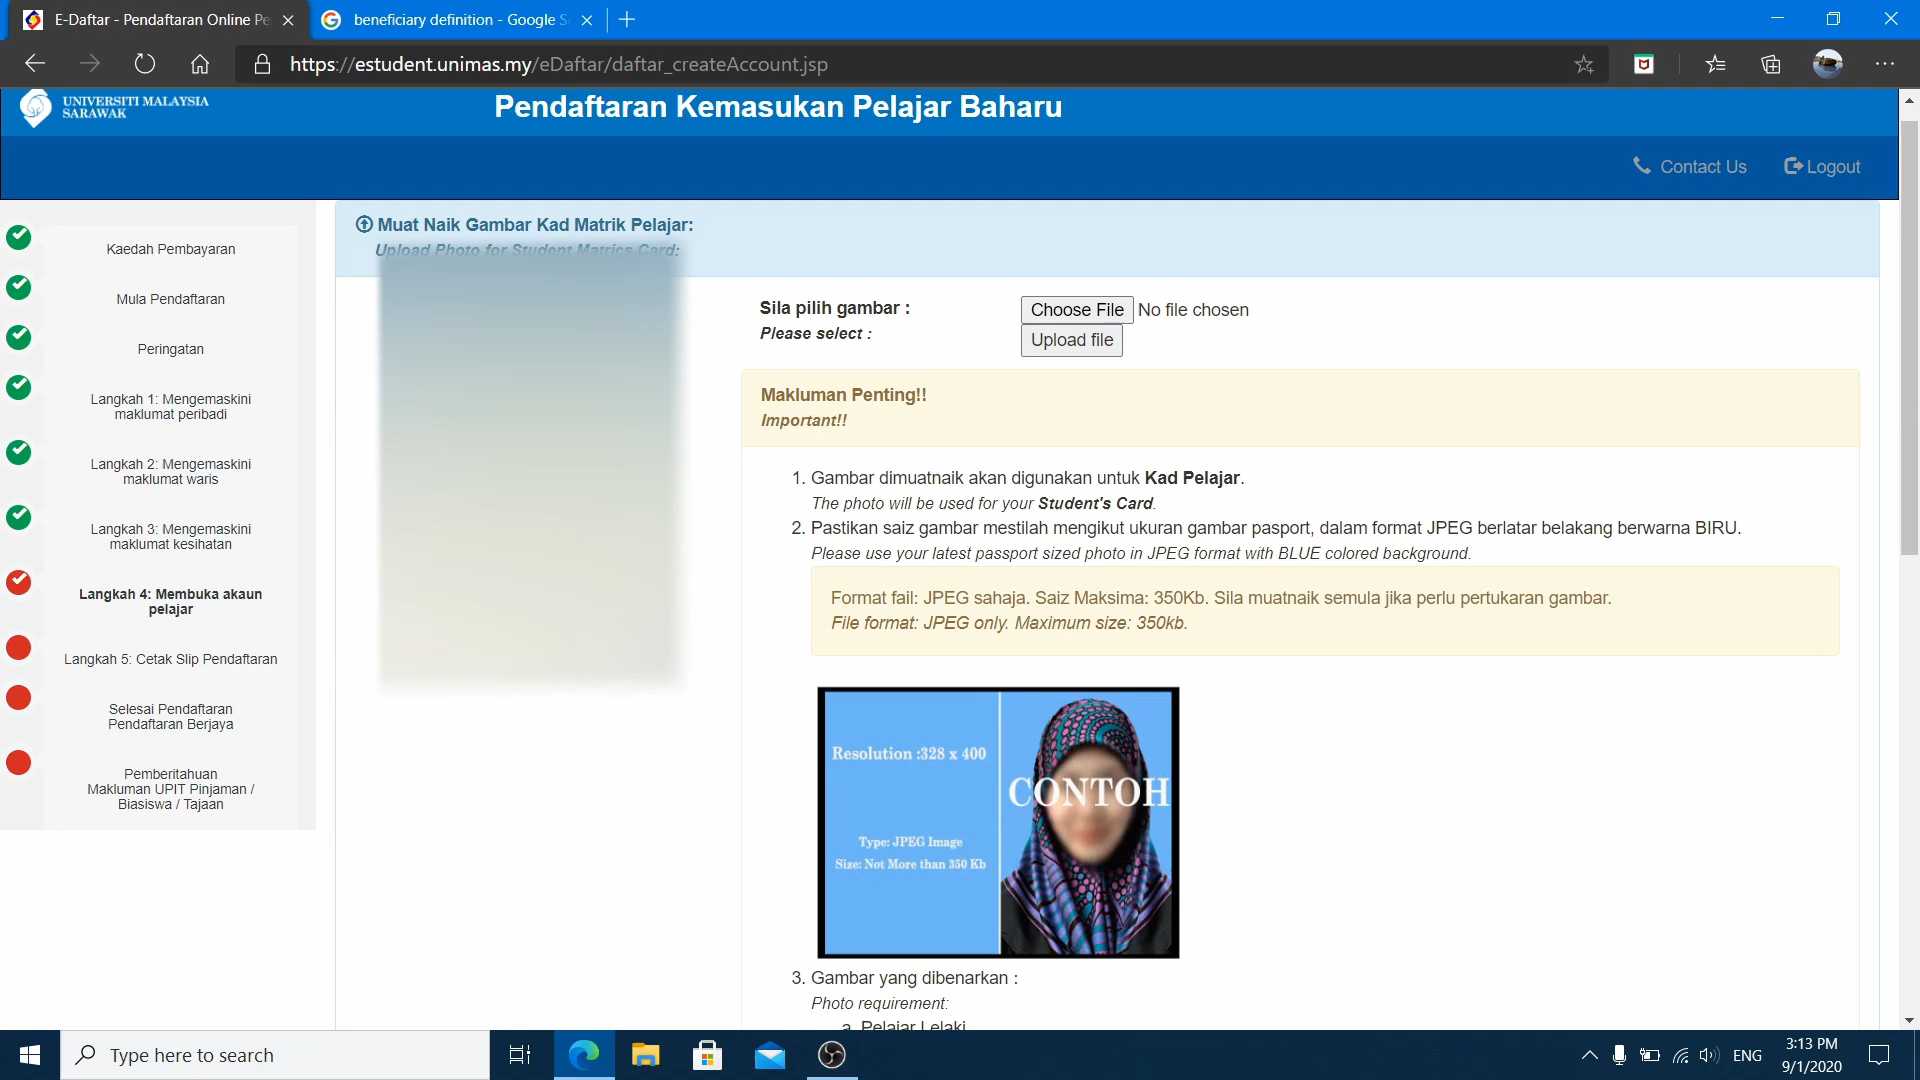 E-Daftar - Pendaftaran Online Pe
beneficiary definition - Google S
https://estudent.unimas.my/eDaftar/daftar_createAccount.jsp
UNIVERSITI MALAYSIA
SARAWAK
Pendaftaran Kemasukan Pelajar Baharu
Contact Us
Logout
Kaedah Pembayaran
Mula Pendaftaran
Peringatan
Langkah 1: Mengemaskini
maklumat peribadi
Langkah 2: Mengemaskini
maklumat waris
Langkah 3: Mengemaskini
maklumat kesihatan
Langkah 4: Membuka akaun
pelajar
Langkah 5: Cetak Slip Pendaftaran
Selesai Pendaftaran
Pendaftaran Berjaya
Pemberitahuan
Makluman UPIT Pinjaman /
Biasiswa / Tajaan
Muat Naik Gambar Kad Matrik Pelajar:
Upload Photo for Student Matrics Card:
Sila pilih gambar :
Please select :
Choose File No file chosen
Upload file
Makluman Penting!!
Important!!
1. Gambar dimuatnaik akan digunakan untuk Kad Pelajar.
The photo will be used for your Student's Card.
2. Pastikan saiz gambar mestilah mengikut ukuran gambar pasport, dalam format JPEG berlatar belakang berwarna BIRU.
Please use your latest passport sized photo in JPEG format with BLUE colored background.
Format fail: JPEG sahaja. Saiz Maksima: 350Kb. Sila muatnaik semula jika perlu pertukaran gambar.
File format: JPEG only. Maximum size: 350kb.
Resolution :328 x 400
CONTOH
Type: JPEG Image
Size: Not More than 350 Kb
3. Gambar yang dibenarkan :
Photo requirement:
a. Pelajar Lelaki
Type here to search
ENG
3:13 PM
9/1/2020